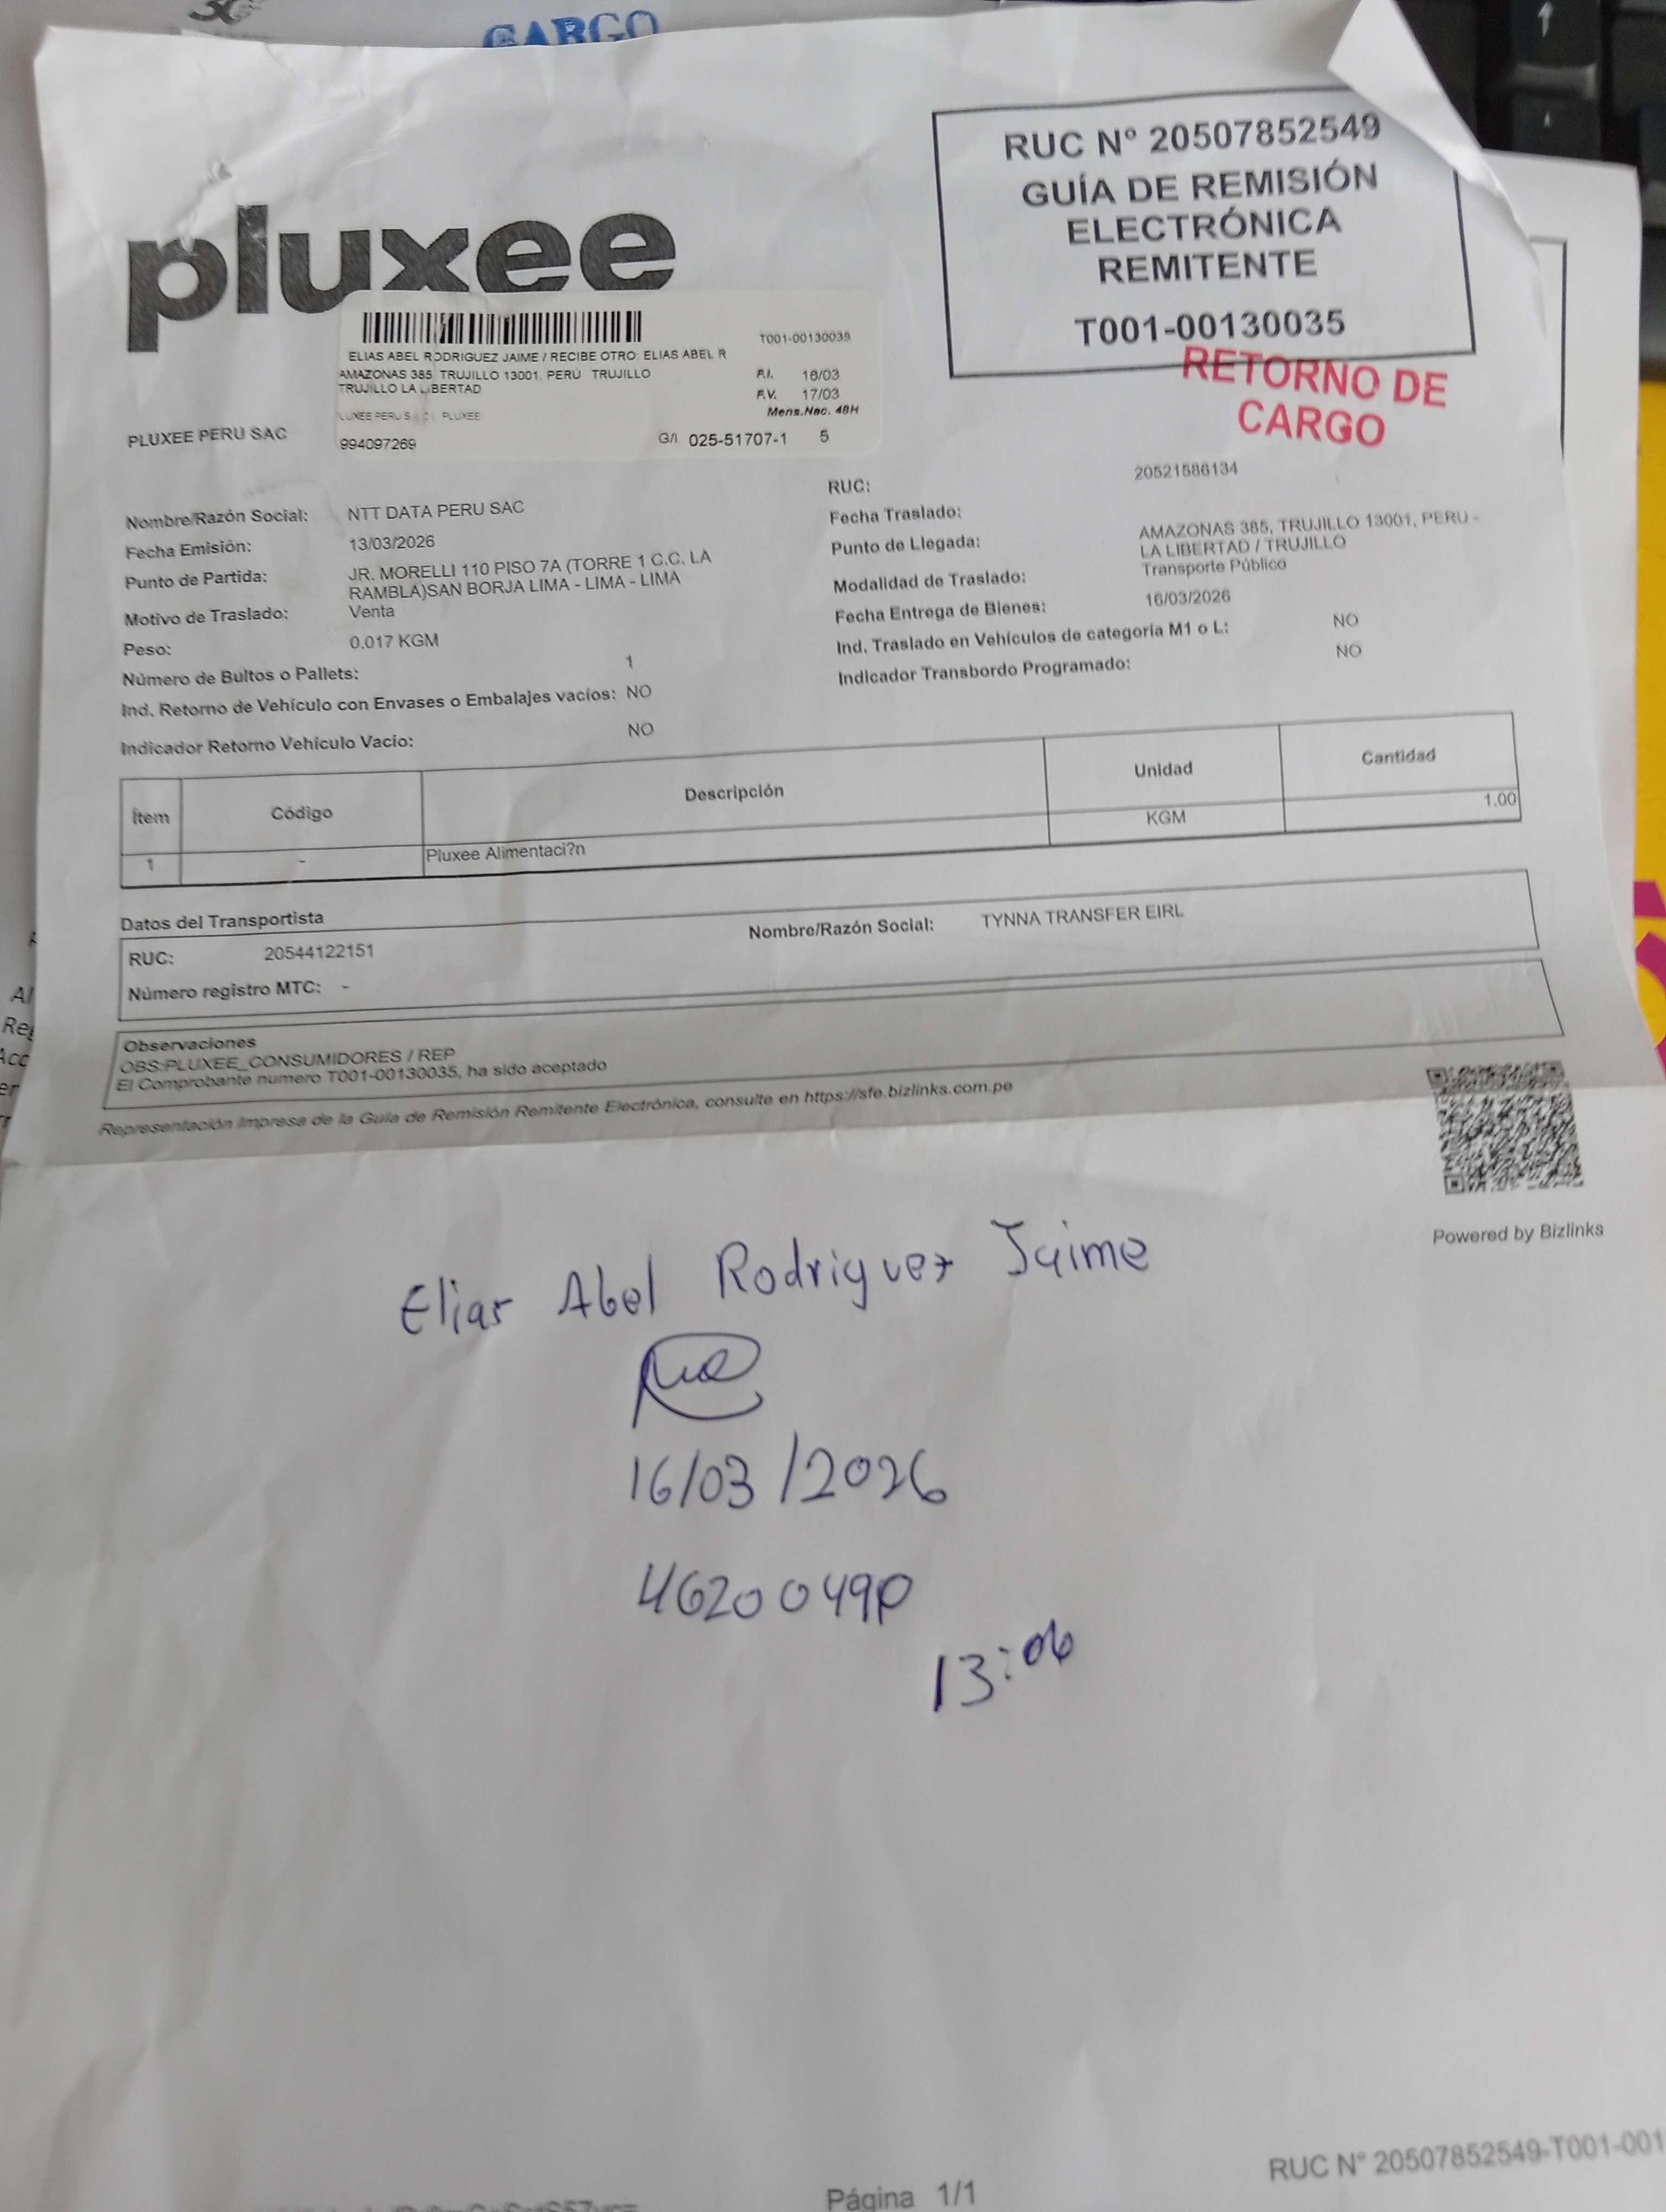 CARGO
RUC Nº 20507852549
GUÍA DE REMISIÓN
ELECTRÓNICA
REMITENTE
T001-00130035
RETORNO DE
CARGO
pluxee
T001-00130035
ELIAS ABEL RODRIGUEZ JAIME / RECIBE OTRO: ELIAS ABEL R
AMAZONAS 385, TRUJILLO 13001, PERÚ TRUJILLO
TRUJILLO LA LIBERTAD
F.I. 16/03
F.V. 17/03
Mens.Nac. 48H
PLUXEE PERU S PLUXEE
994097269
G/I 025-51707-1 5
PLUXEE PERU SAC
Nombre/Razón Social: NTT DATA PERU SAC
Fecha Emisión: 13/03/2026
Punto de Partida: JR. MORELLI 110 PISO 7A (TORRE 1 C.C. LA
RAMBLA)SAN BORJA LIMA - LIMA - LIMA
Motivo de Traslado: Venta
Peso: 0.017 KGM
Número de Bultos o Pallets: 1
Ind. Retorno de Vehículo con Envases o Embalajes vacíos: NO
Indicador Retorno Vehículo Vacío: NO
RUC: 20521586134
Fecha Traslado:
Punto de Llegada: AMAZONAS 385, TRUJILLO 13001, PERU -
LA LIBERTAD / TRUJILLO
Modalidad de Traslado: Transporte Público
Fecha Entrega de Bienes: 16/03/2026
Ind. Traslado en Vehículos de categoría M1 o L: NO
Indicador Transbordo Programado: NO
Ítem Código Descripción Unidad Cantidad
1 - Pluxee Alimentaci?n KGM 1.00
Datos del Transportista
RUC: 20544122151 Nombre/Razón Social: TYNNA TRANSFER EIRL
Número registro MTC: -
Observaciones
OBS:PLUXEE_CONSUMIDORES / REP
El Comprobante numero T001-00130035, ha sido aceptado
Representación Impresa de la Guía de Remisión Remitente Electrónica, consulte en https://sfe.bizlinks.com.pe
Powered by Bizlinks
Elias Abel Rodriguez Jaime
16/03/2026
13:06
RUC N° 20507852549-T001-001
Página 1/1